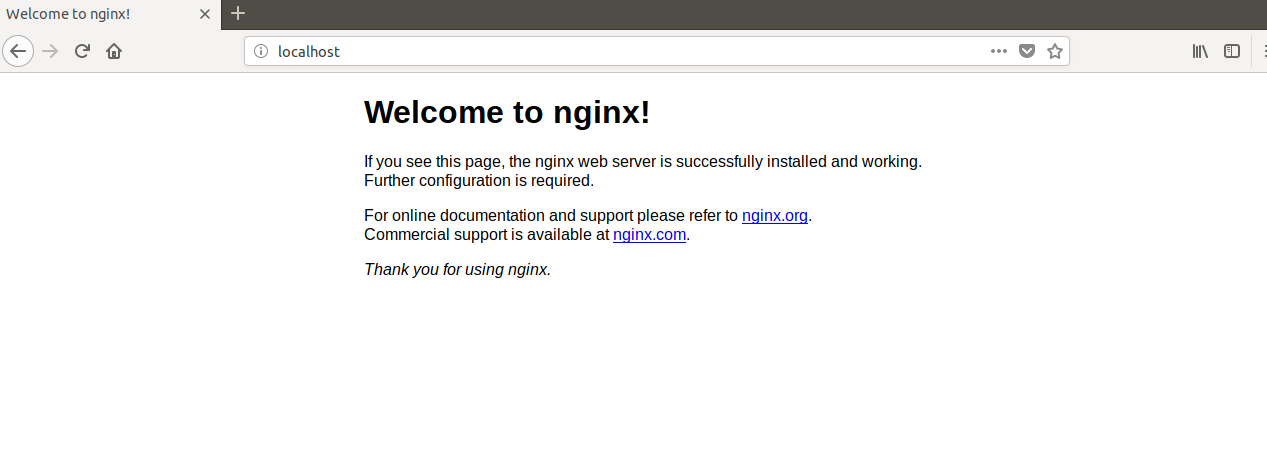 Welcome to nginx!
localhost
Welcome to nginx!
If you see this page, the nginx web server is successfully installed and working.
Further configuration is required.
For online documentation and support please refer to nginx.org.
Commercial support is available at nginx.com.
Thank you for using nginx.